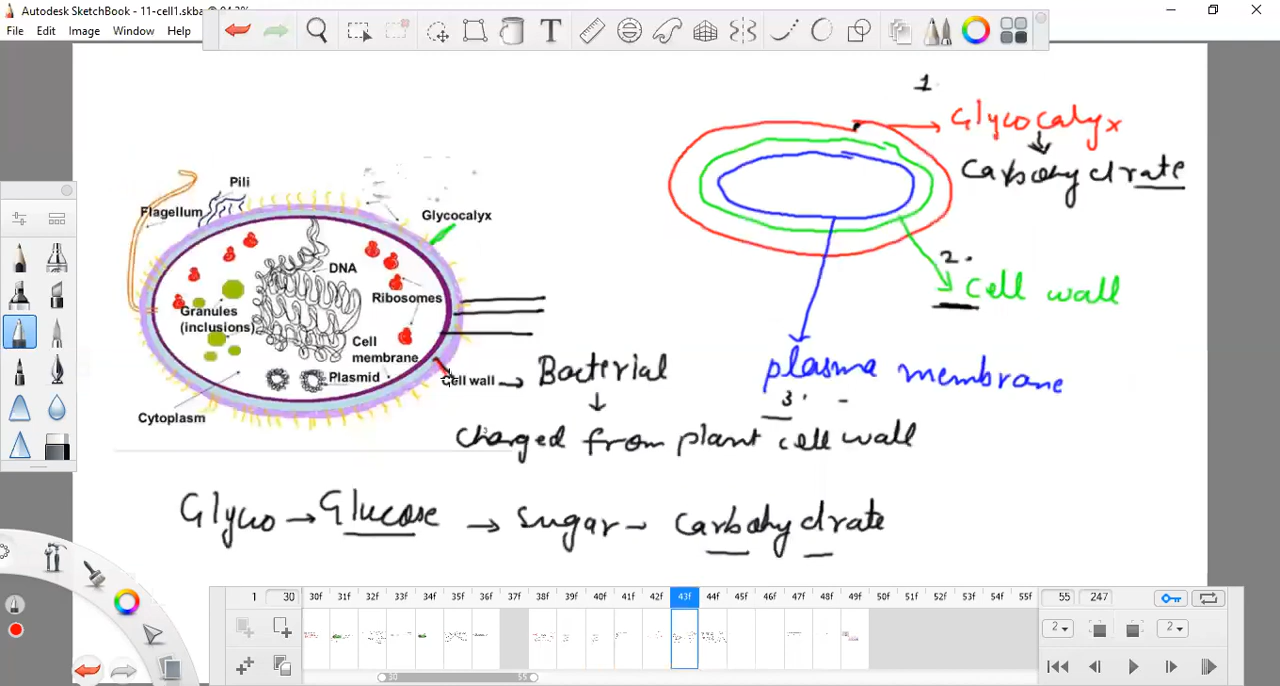 Autodesk SketchBook - 11-cell1.skba
File Edit Image Window Help
1
Glycocalyx
Carbohydrate
Pili
Flagellum
Glycocalyx
DNA
Ribosomes
Granules
(inclusions)
Cell
membrane
Plasmid
Cell wall
Cytoplasm
2.
Cell wall
Bacterial
plasma membrane
3.
Charged from plant cell wall
Glyco → Glucose → Sugar - Carbohydrate
1 30 30f 31f 32f 33f 34f 35f 36f 37f 38f 39f 40f 41f 42f 43f 44f 45f 46f 47f 48f 49f 50f 51f 52f 53f 54f 55f 55 247
2 2
30 55